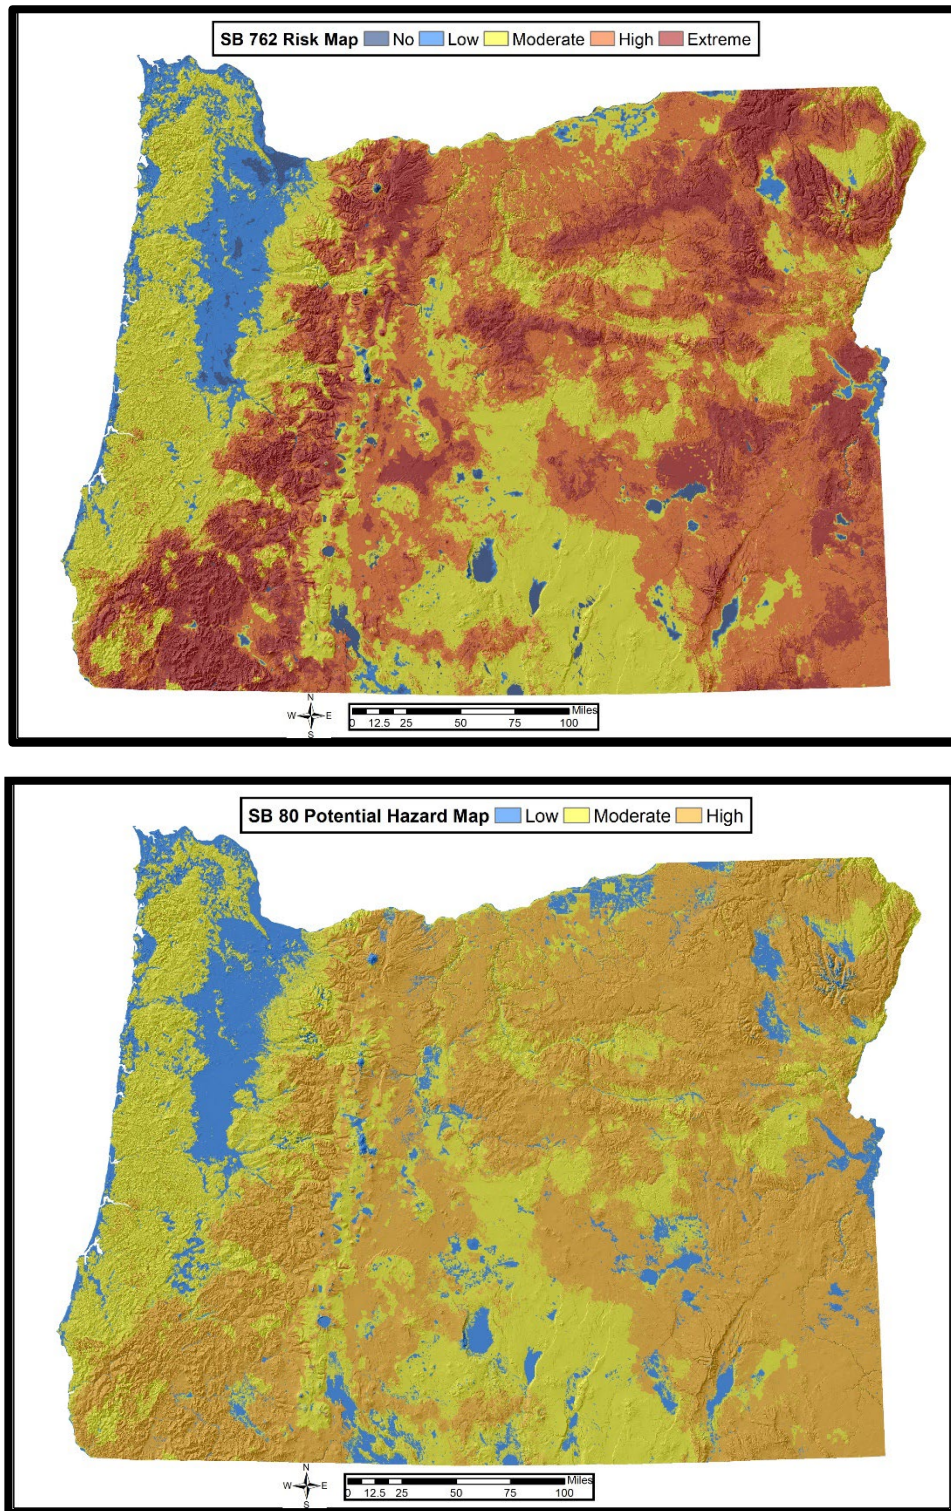 SB 762 Risk Map No Low Moderate High Extreme
N
W E
S
0 12.5 25 50 75 100 Miles
SB 80 Potential Hazard Map Low Moderate High
N
W E
S
0 12.5 25 50 75 100 Miles